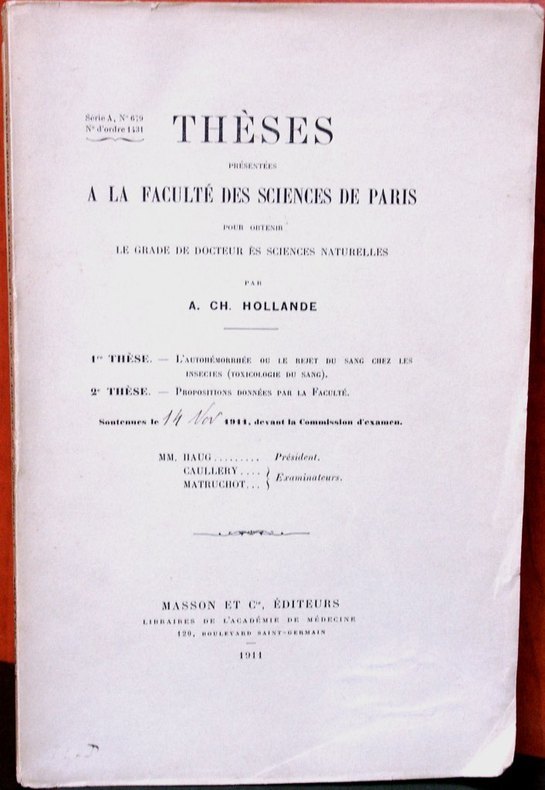 Série A, N° 679
N° d'ordre 1431
THÈSES
PRÉSENTÉES
A LA FACULTÉ DES SCIENCES DE PARIS
POUR OBTENIR
LE GRADE DE DOCTEUR ÈS SCIENCES NATURELLES
PAR
A. CH. HOLLANDE
1re THÈSE. — L'AUTOHÉMORRHÉE OU LE REJET DU SANG CHEZ LES
INSECTES (TOXICOLOGIE DU SANG).
2e THÈSE. — PROPOSITIONS DONNÉES PAR LA FACULTÉ.
Soutenues le 14 Nov 1911, devant la Commission d'examen.
MM. HAUG......... Président.
CAULLERY.... } Examinateurs.
MATRUCHOT...
MASSON ET Cie, ÉDITEURS
LIBRAIRES DE L'ACADÉMIE DE MÉDECINE
120, BOULEVARD SAINT-GERMAIN
1911